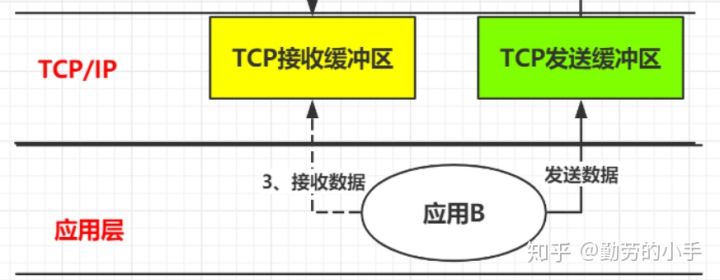 TCP/IP
TCP接收缓冲区
TCP发送缓冲区
3、接收数据
发送数据
应用B
应用层
知乎 @勤劳的小手